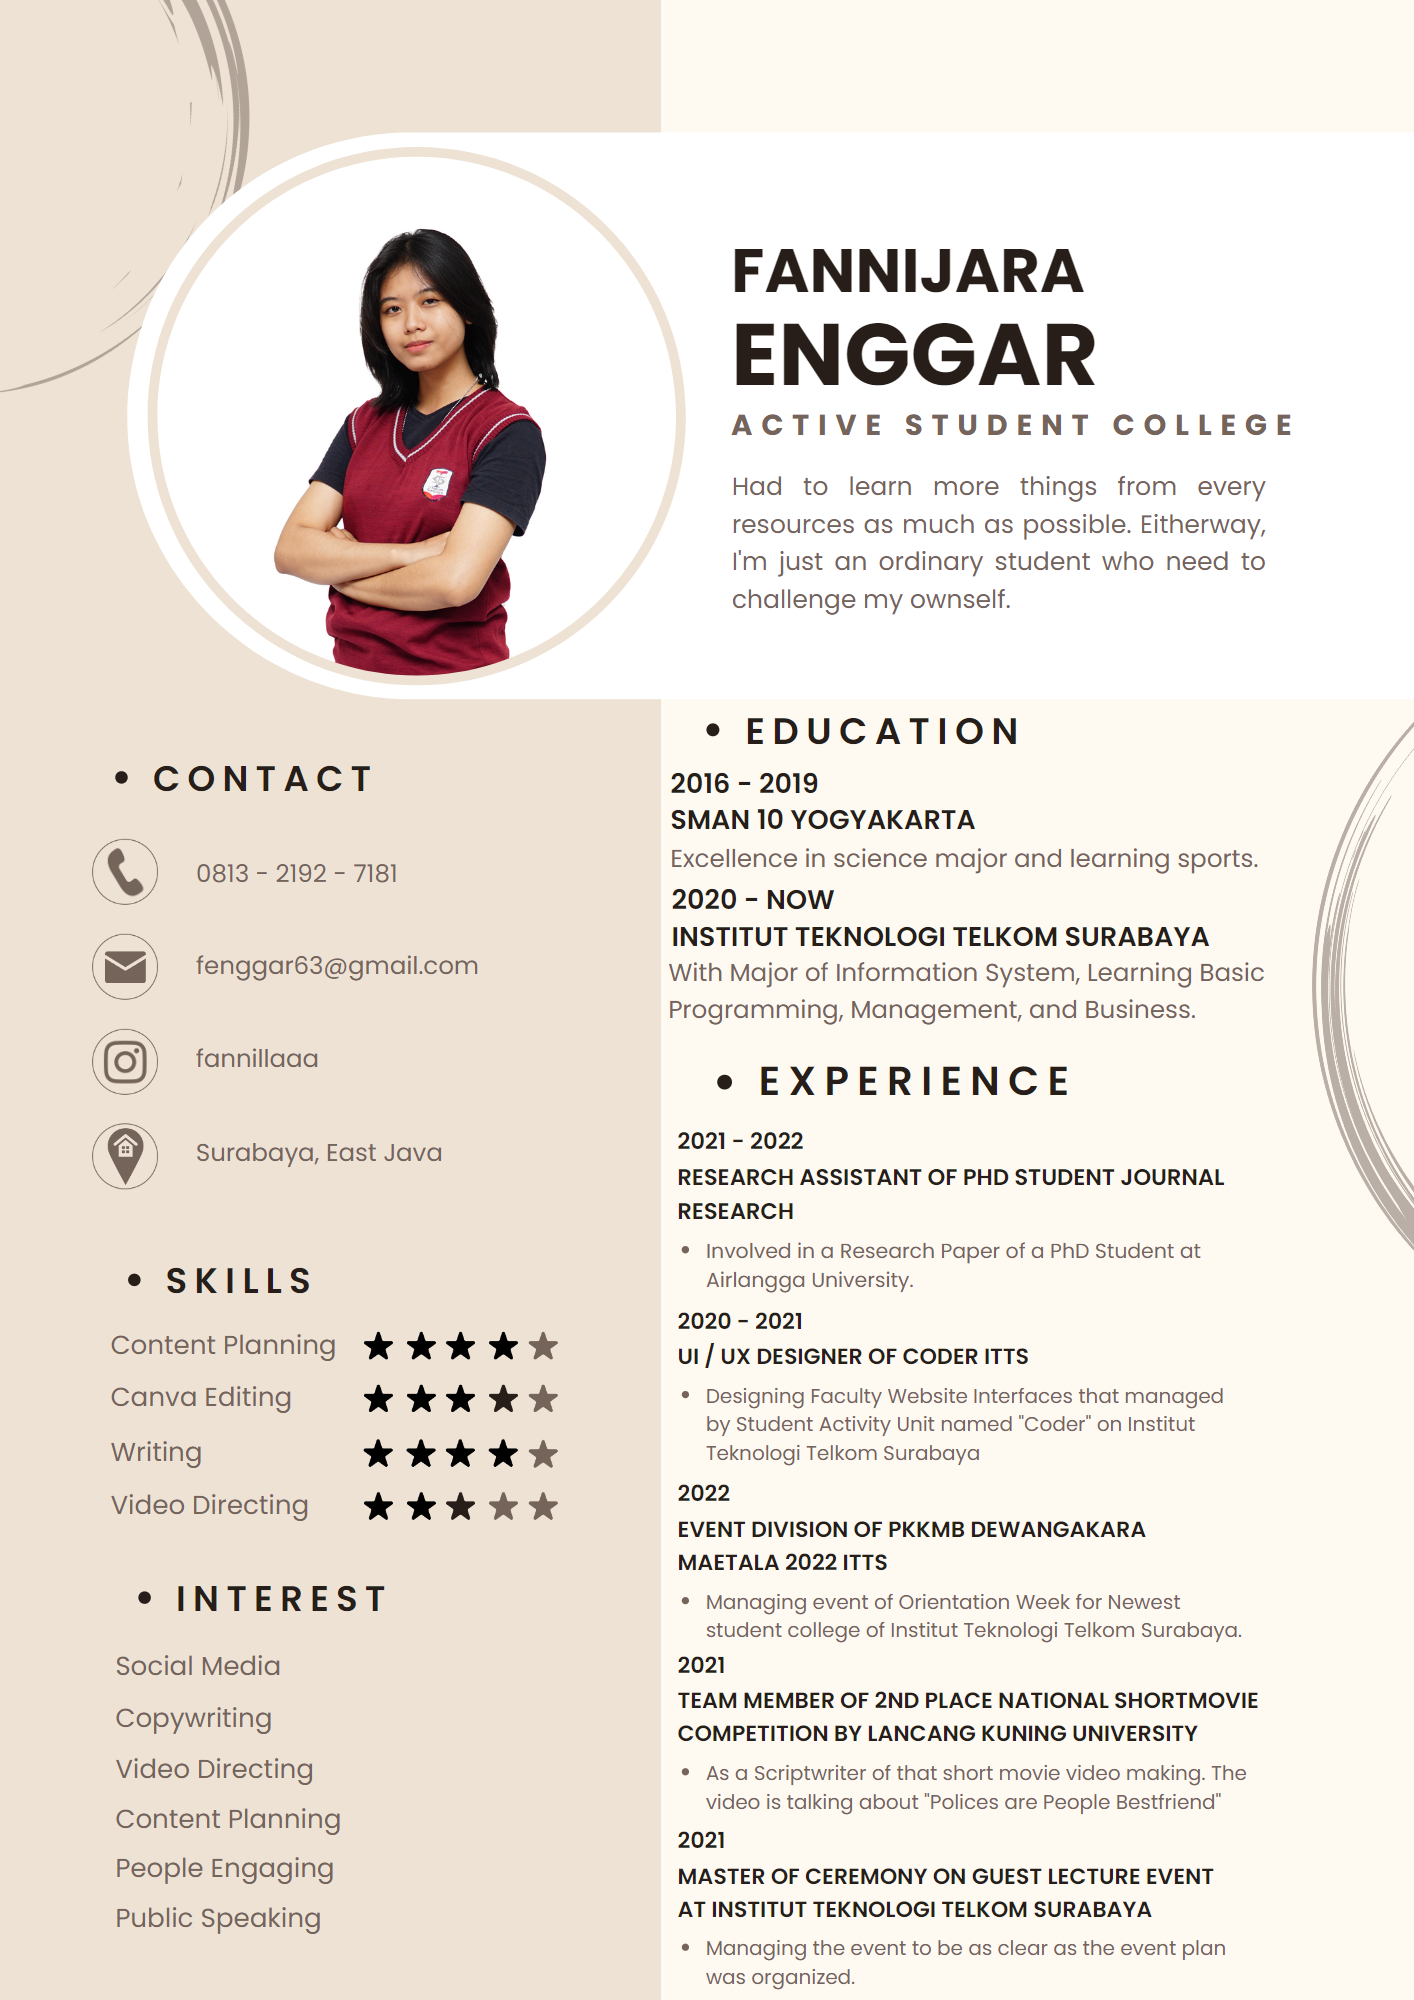 FANNIJARA
ENGGAR
ACTIVE STUDENT COLLEGE
Had to learn more things from every
resources as much as possible. Eitherway,
I'm just an ordinary student who need to
challenge my ownself.
• CONTACT
0813 - 2192 - 7181
fenggar63@gmail.com
fannillaaa
Surabaya, East Java
• SKILLS
Content Planning
Canva Editing
Writing
Video Directing
• INTEREST
Social Media
Copywriting
Video Directing
Content Planning
People Engaging
Public Speaking
• EDUCATION
2016 - 2019
SMAN 10 YOGYAKARTA
Excellence in science major and learning sports.
2020 - NOW
INSTITUT TEKNOLOGI TELKOM SURABAYA
With Major of Information System, Learning Basic
Programming, Management, and Business.
• EXPERIENCE
2021 - 2022
RESEARCH ASSISTANT OF PHD STUDENT JOURNAL
RESEARCH
• Involved in a Research Paper of a PhD Student at
Airlangga University.
2020 - 2021
UI / UX DESIGNER OF CODER ITTS
• Designing Faculty Website Interfaces that managed
by Student Activity Unit named "Coder" on Institut
Teknologi Telkom Surabaya
2022
EVENT DIVISION OF PKKMB DEWANGAKARA
MAETALA 2022 ITTS
• Managing event of Orientation Week for Newest
student college of Institut Teknologi Telkom Surabaya.
2021
TEAM MEMBER OF 2ND PLACE NATIONAL SHORTMOVIE
COMPETITION BY LANCANG KUNING UNIVERSITY
• As a Scriptwriter of that short movie video making. The
video is talking about "Polices are People Bestfriend"
2021
MASTER OF CEREMONY ON GUEST LECTURE EVENT
AT INSTITUT TEKNOLOGI TELKOM SURABAYA
• Managing the event to be as clear as the event plan
was organized.